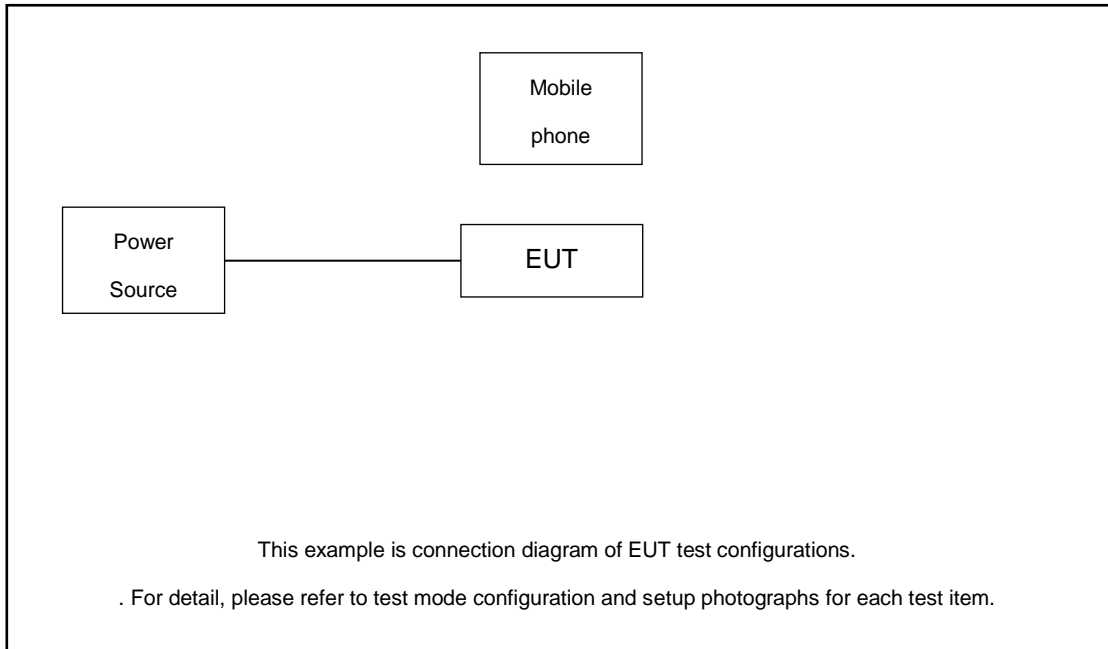 Mobile
phone
Power
Source
EUT
This example is connection diagram of EUT test configurations.
. For detail, please refer to test mode configuration and setup photographs for each test item.